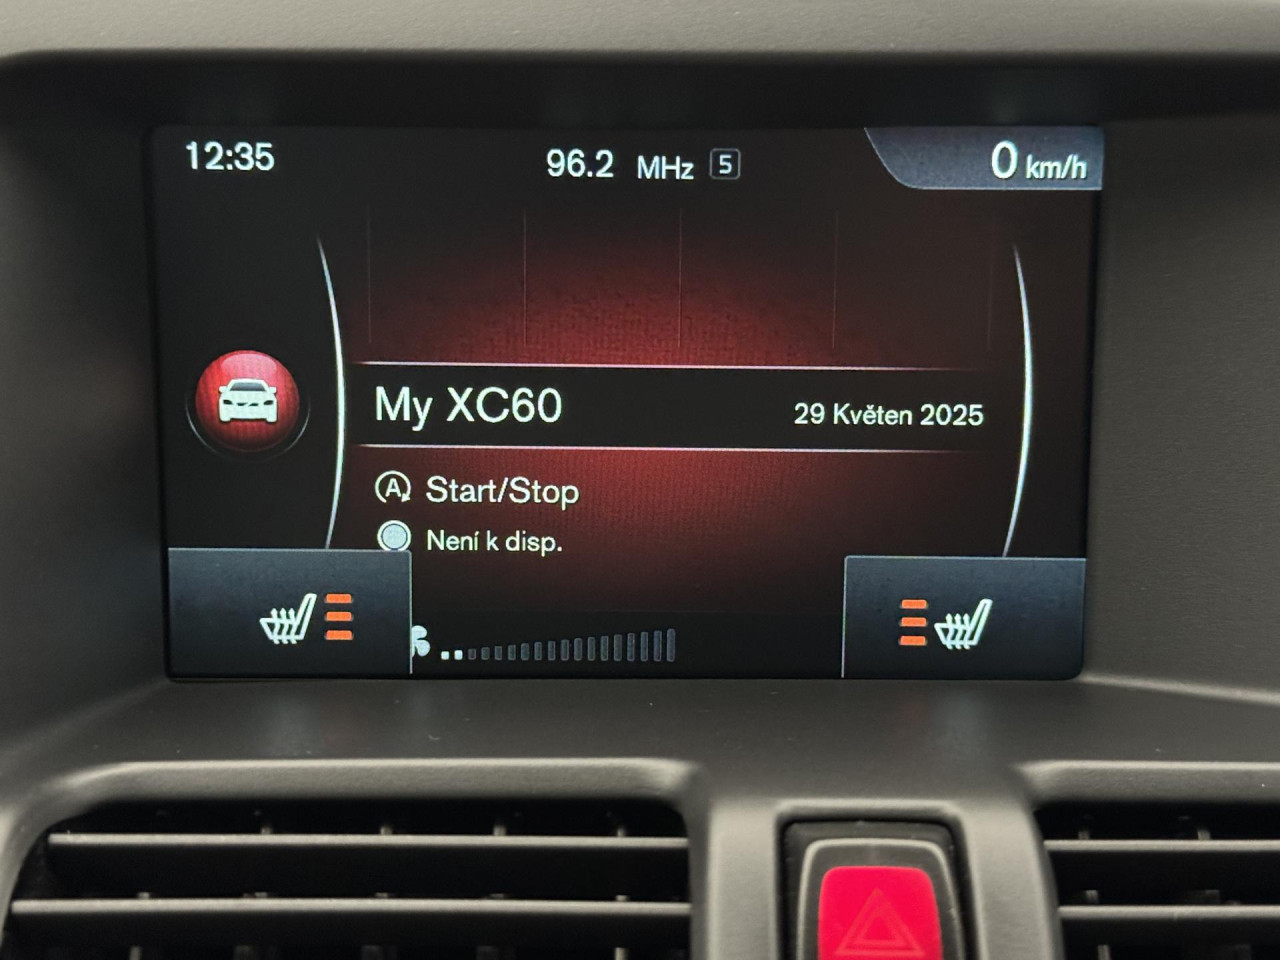 12:35
96.2 MHz 5
0 km/h
My XC60
29 Květen 2025
A Start/Stop
Není k disp.